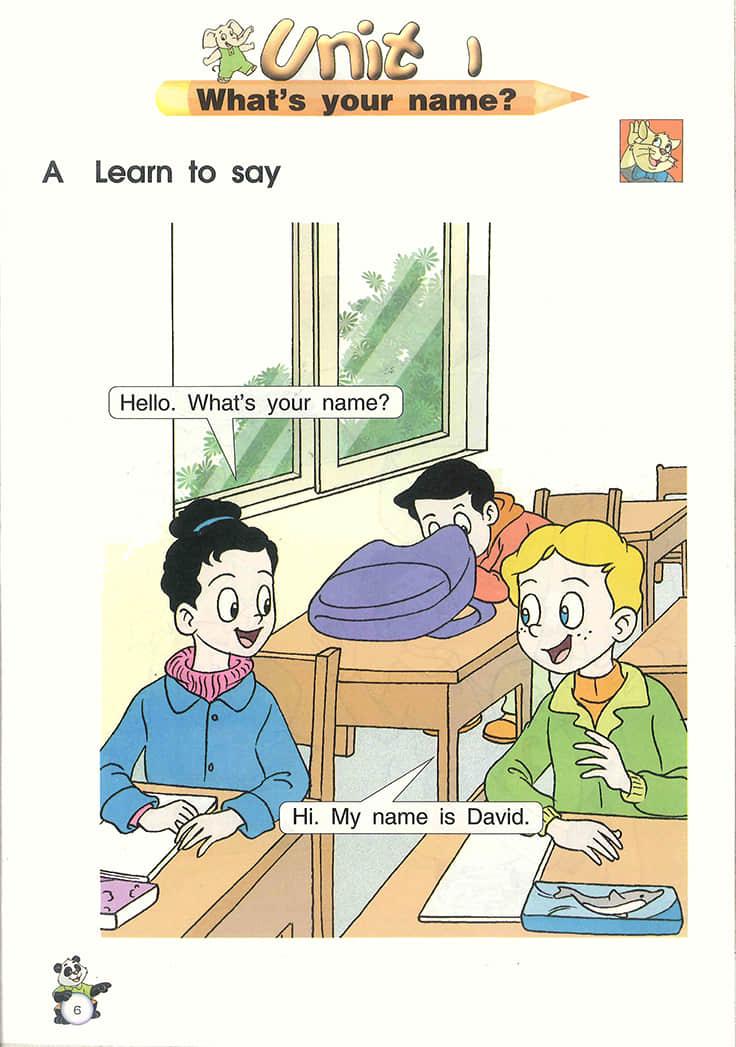 Unit 1
What's your name?
A Learn to say
Hello. What's your name?
Hi. My name is David.
6